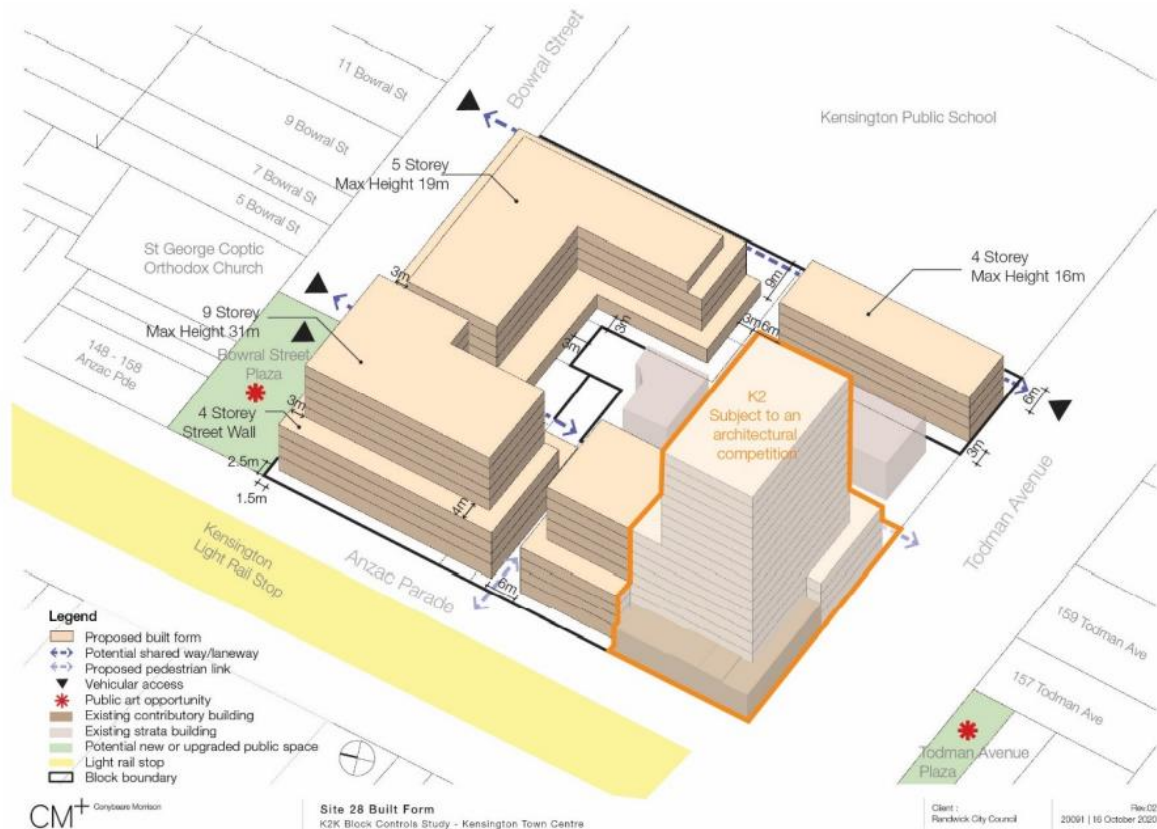 Bowral Street
11 Bowral St
9 Bowral St
7 Bowral St
5 Bowral St
Kensington Public School
5 Storey
Max Height 19m
St George Coptic
Orthodox Church
4 Storey
Max Height 16m
3m
9m
9 Storey
Max Height 31m
Bowral Street
Plaza
148 - 158
Anzac Pde
3m
3m
3m
6m
K2
Subject to an
architectural
competition
6m
3m
3m
4 Storey
Street Wall
2.5m
1.5m
4m
6m
Kensington
Light Rail Stop
Anzac Parade
Todman Avenue
159 Todman Ave
157 Todman Ave
Todman Avenue
Plaza
Legend
Proposed built form
Potential shared way/laneway
Proposed pedestrian link
Vehicular access
Public art opportunity
Existing contributory building
Existing strata building
Potential new or upgraded public space
Light rail stop
Block boundary
CM+ Conybeare Morrison
Site 28 Built Form
K2K Block Controls Study - Kensington Town Centre
Client :
Randwick City Council
Rev:02
20091 | 16 October 2020